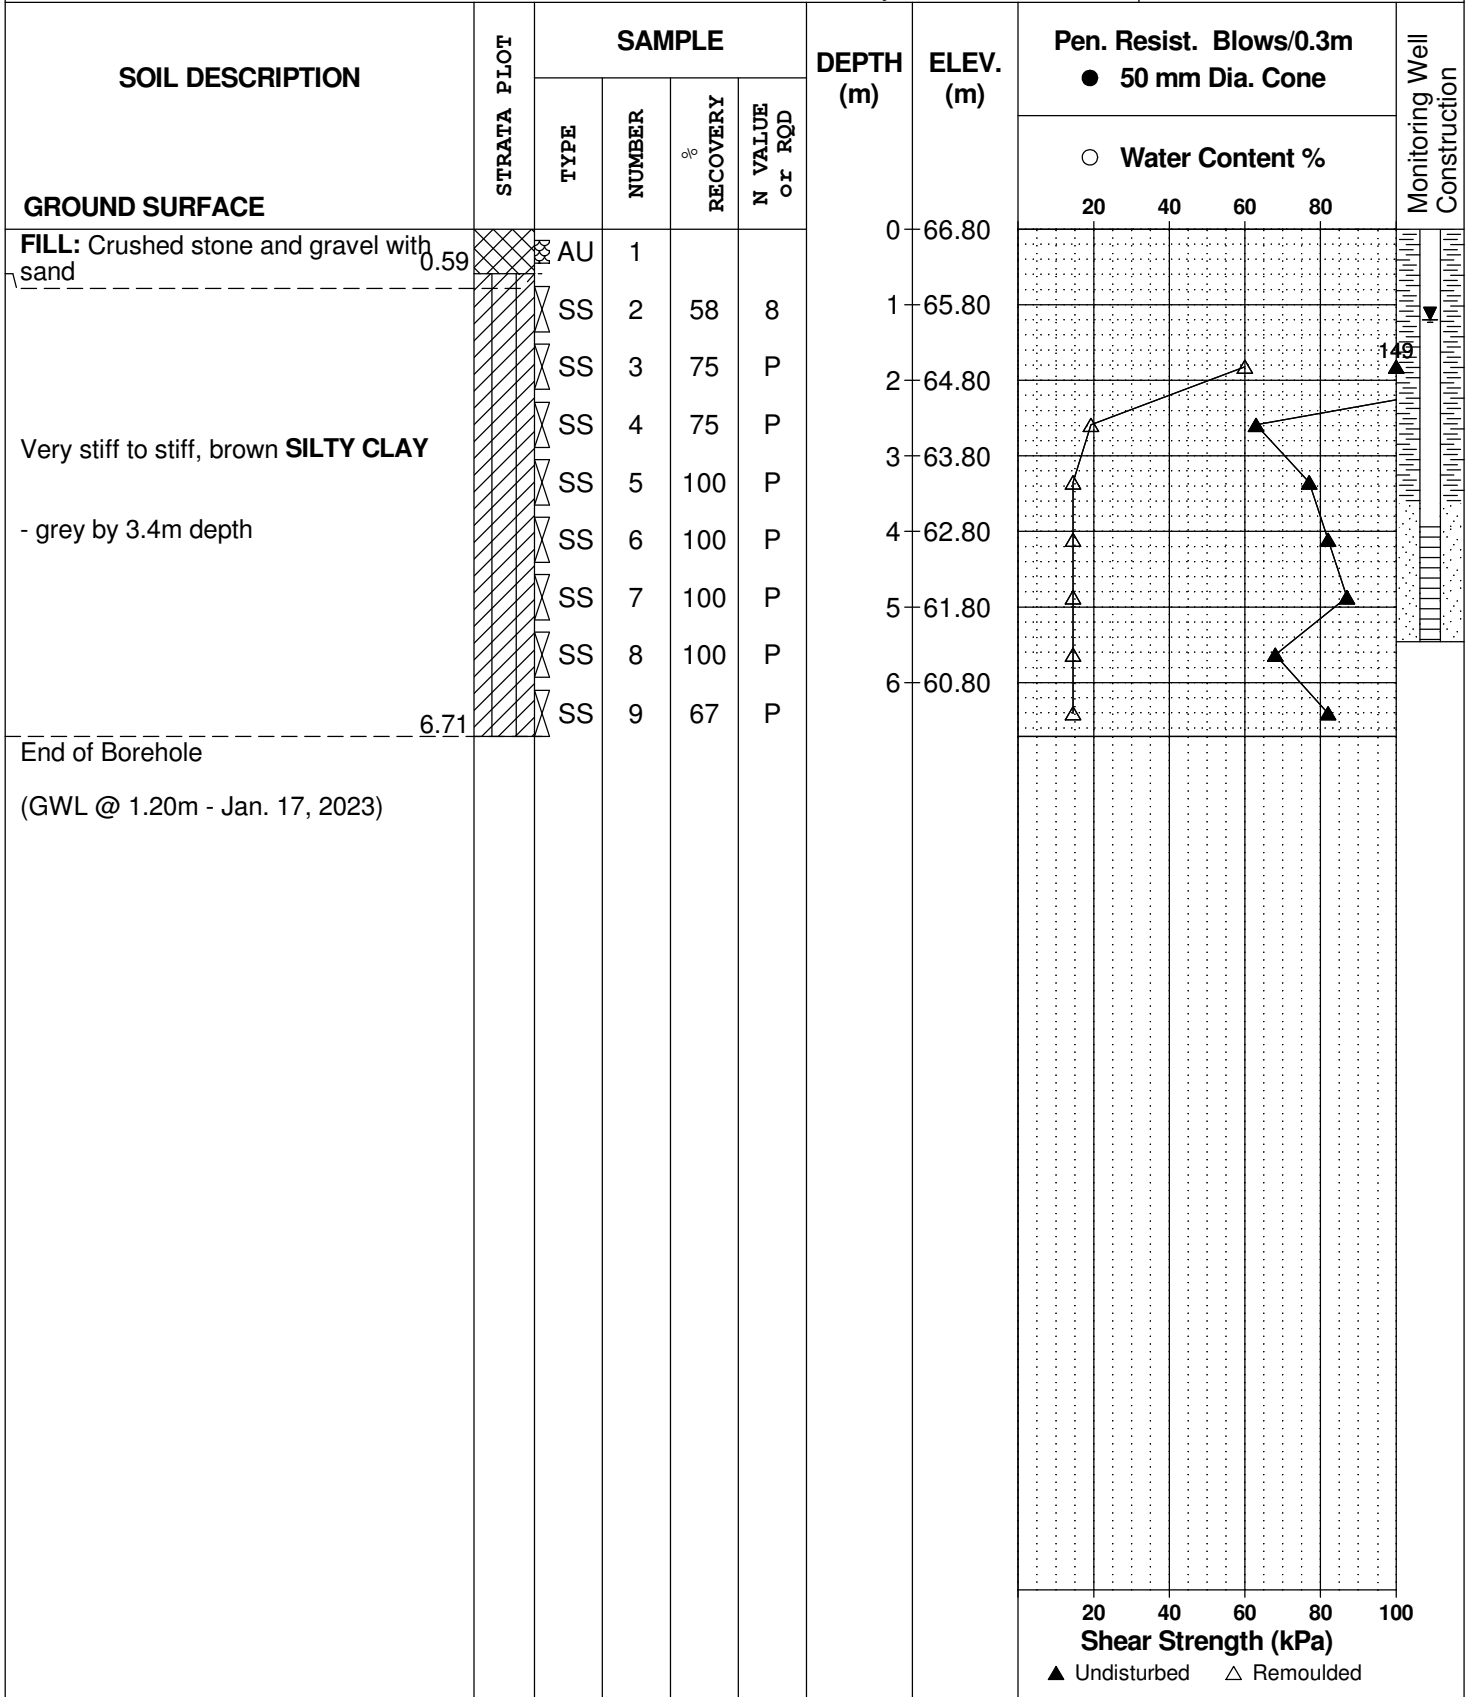 SOIL DESCRIPTION
GROUND SURFACE
STRATA PLOT
SAMPLE
TYPE
NUMBER
% RECOVERY
N VALUE or RQD
DEPTH (m)
ELEV. (m)
Pen. Resist. Blows/0.3m
● 50 mm Dia. Cone
○ Water Content %
20 40 60 80
Monitoring Well
Construction
FILL: Crushed stone and gravel with
sand
0.59
AU 1
0 66.80
SS 2 58 8
1 65.80
SS 3 75 P
149
2 64.80
SS 4 75 P
Very stiff to stiff, brown SILTY CLAY
3 63.80
SS 5 100 P
- grey by 3.4m depth
4 62.80
SS 6 100 P
SS 7 100 P
5 61.80
SS 8 100 P
6 60.80
SS 9 67 P
6.71
End of Borehole
(GWL @ 1.20m - Jan. 17, 2023)
20 40 60 80 100
Shear Strength (kPa)
▲ Undisturbed △ Remoulded